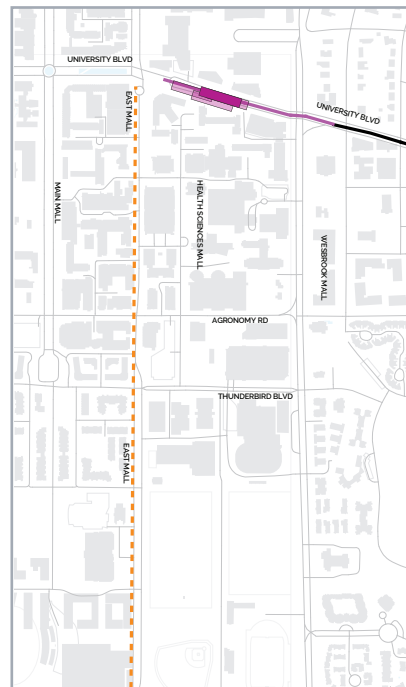 UNIVERSITY BLVD
UNIVERSITY BLVD
EAST MALL
MAIN MALL
HEALTH SCIENCES MALL
WESBROOK MALL
AGRONOMY RD
THUNDERBIRD BLVD
EAST MALL